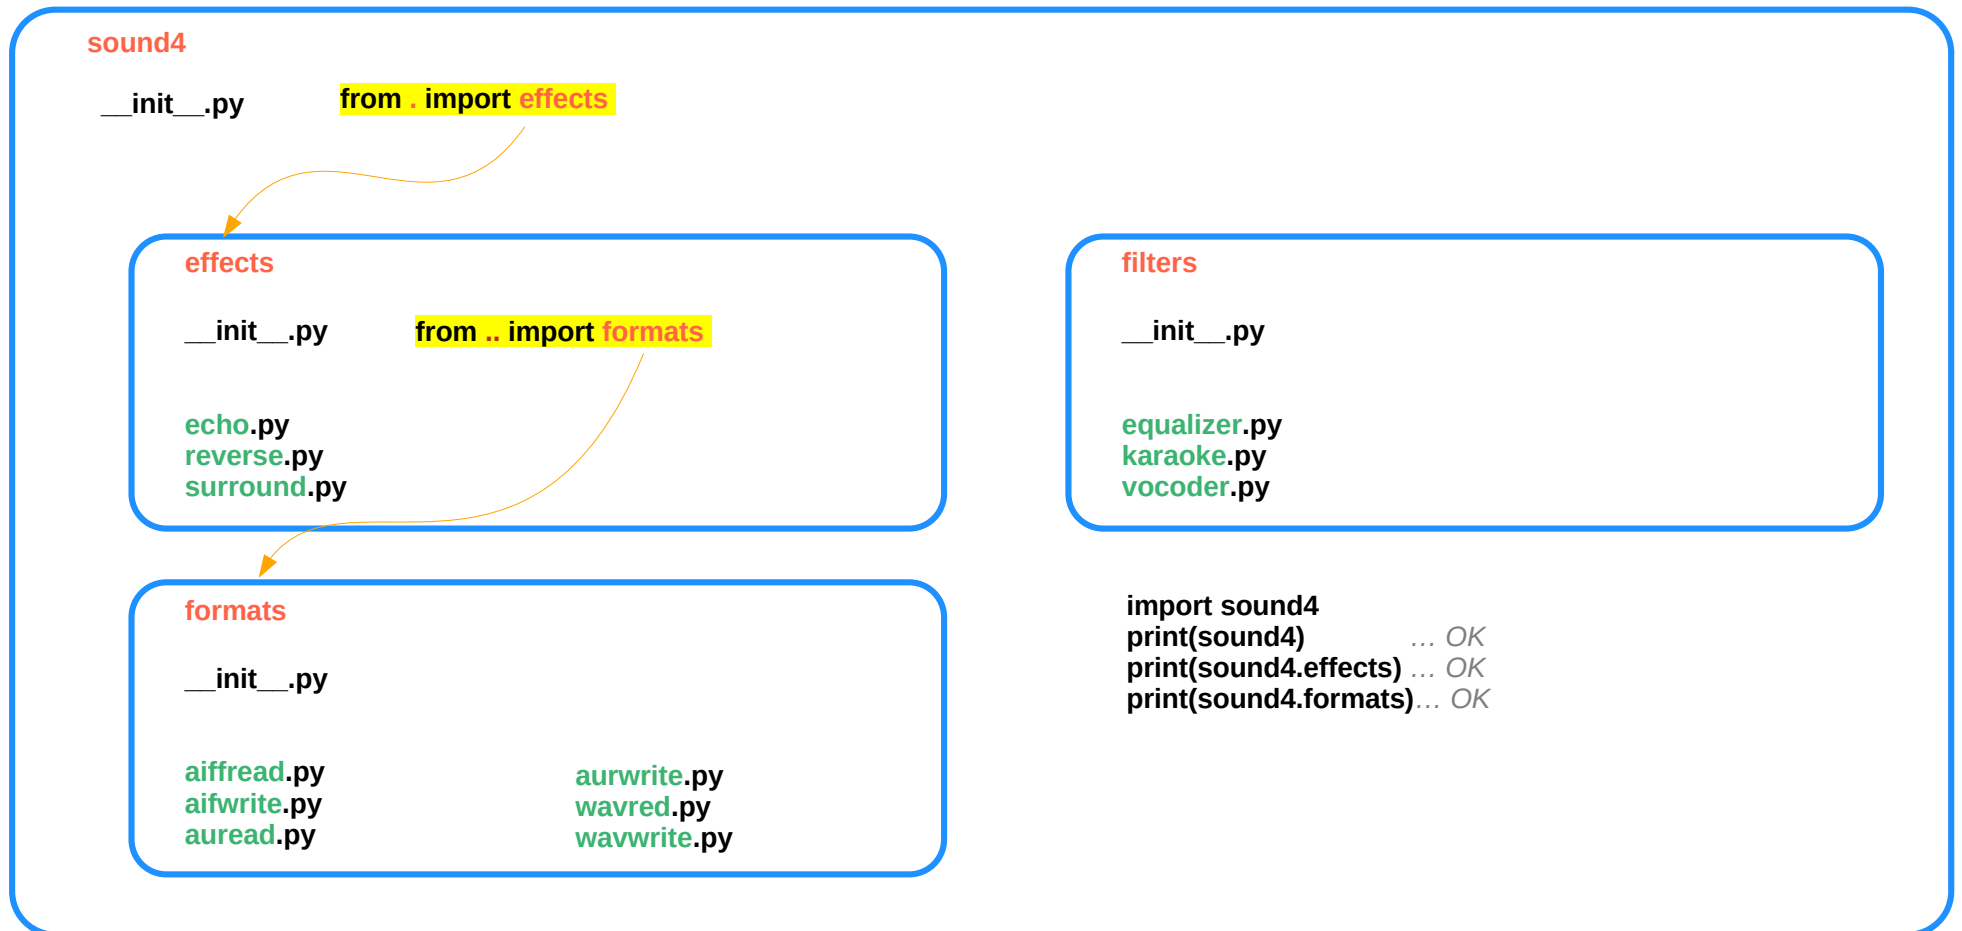 sound4
__init__.py
from . import effects
effects
__init__.py
from .. import formats
echo.py
reverse.py
surround.py
filters
__init__.py
equalizer.py
karaoke.py
vocoder.py
formats
__init__.py
aiffread.py
aifwrite.py
auread.py
aurwrite.py
wavred.py
wavwrite.py
import sound4
print(sound4) … OK
print(sound4.effects) … OK
print(sound4.formats)… OK